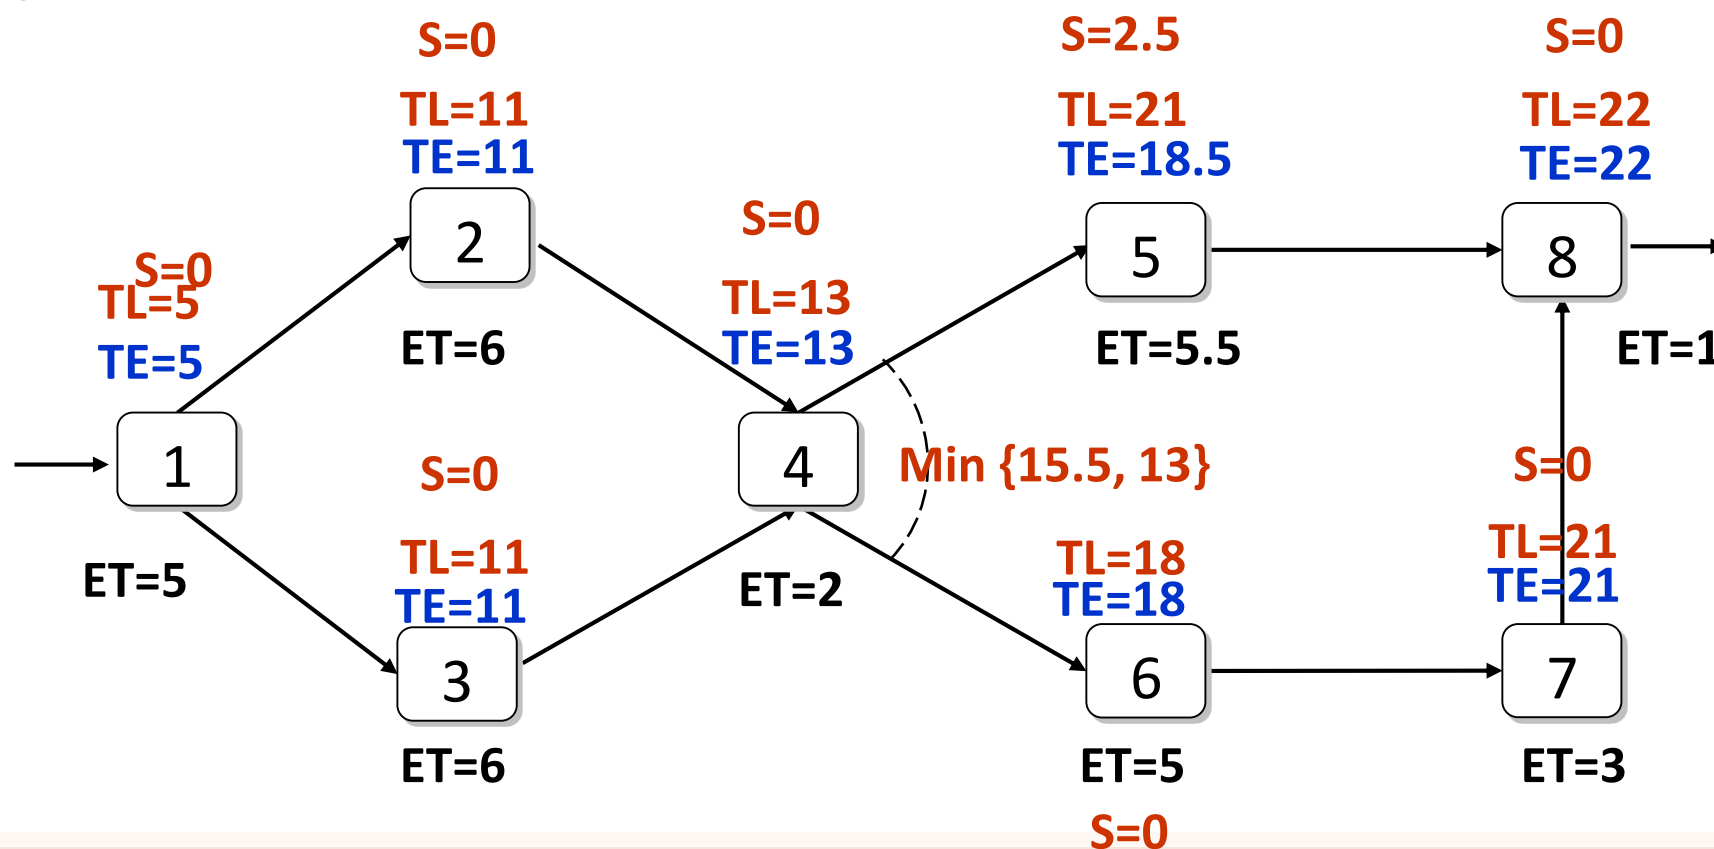 S=0
TL=11
TE=11
2
ET=6
S=2.5
TL=21
TE=18.5
5
ET=5.5
S=0
TL=22
TE=22
8
ET=1
S=0
TL=5
TE=5
1
ET=5
S=0
TL=13
TE=13
4
ET=2
Min {15.5, 13}
S=0
TL=11
TE=11
3
ET=6
TL=18
TE=18
6
ET=5
S=0
S=0
TL=21
TE=21
7
ET=3